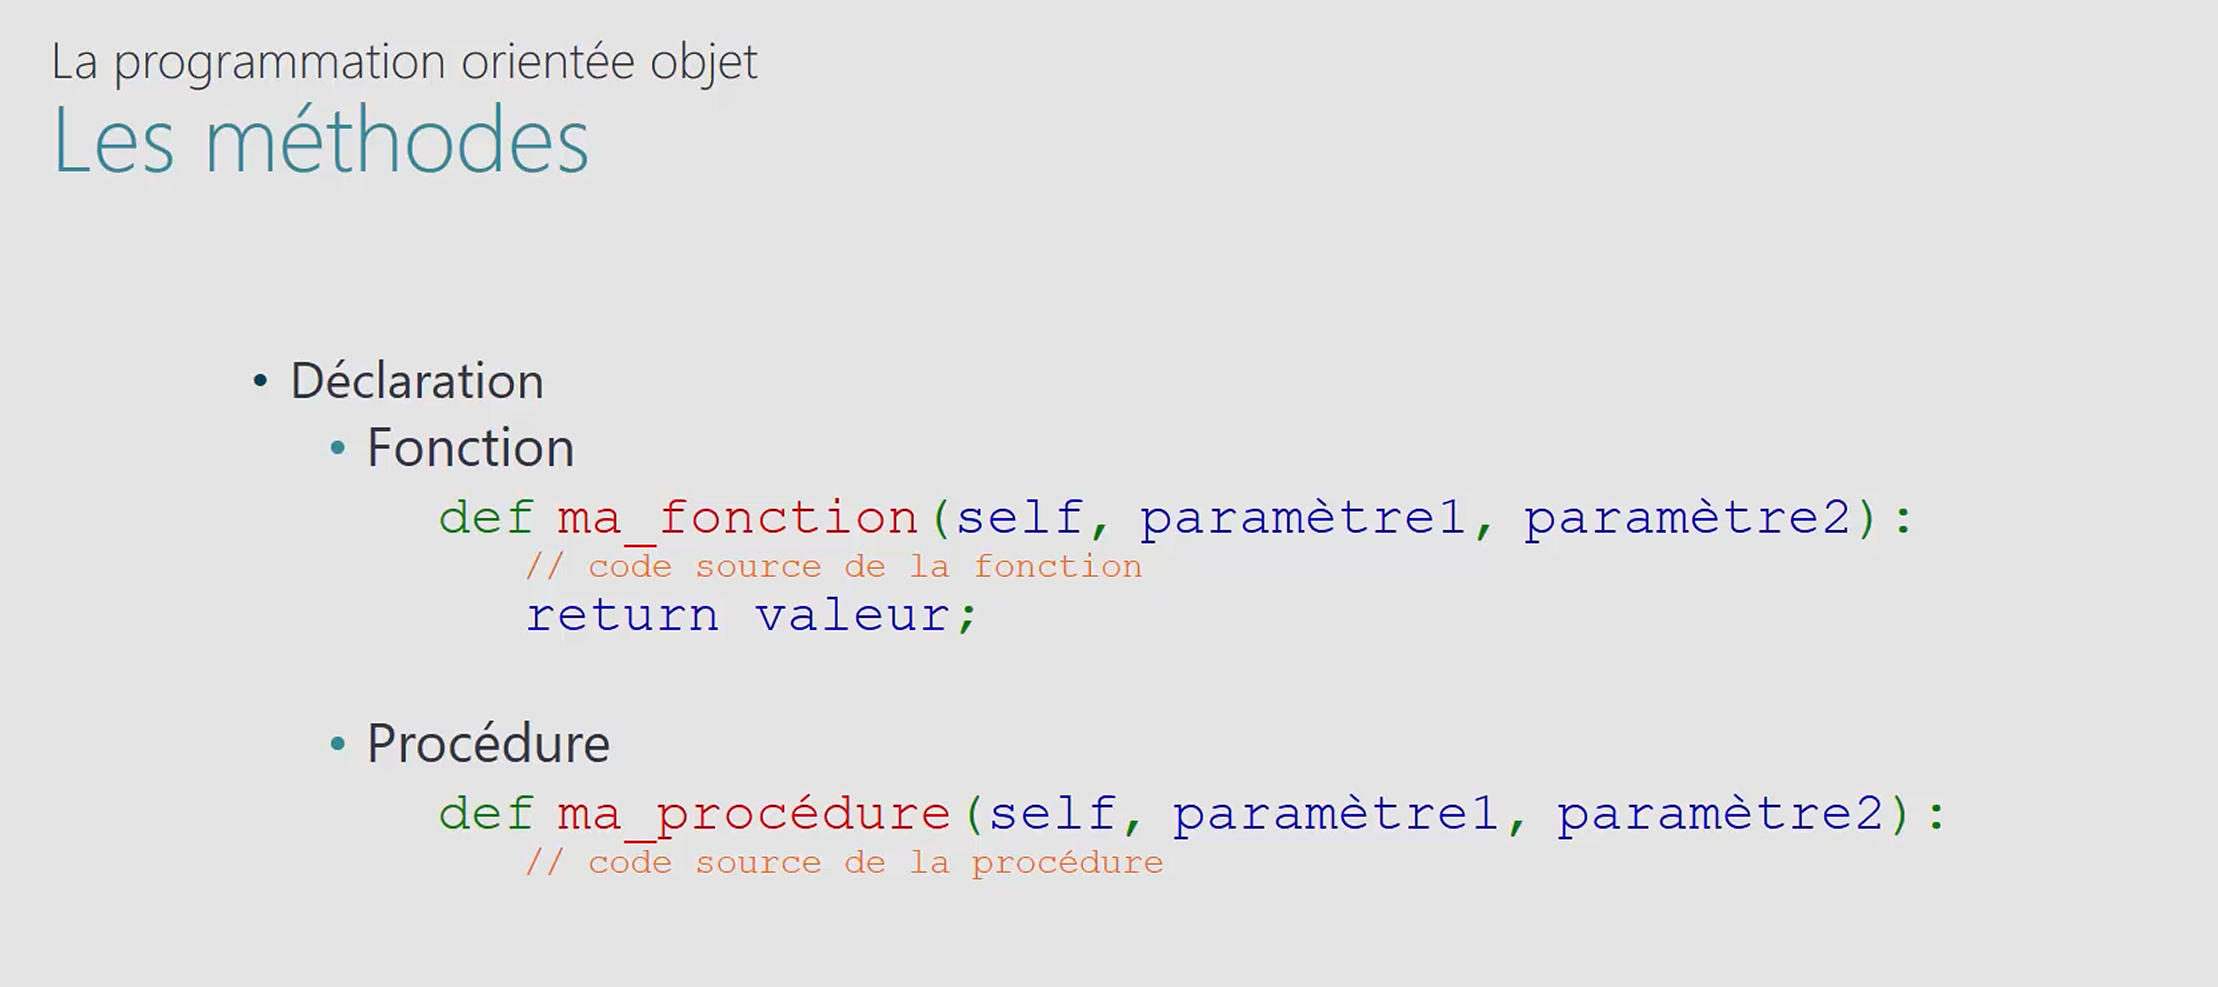 La programmation orientée objet
Les méthodes
• Déclaration
• Fonction
def ma_fonction(self, paramètre1, paramètre2):
// code source de la fonction
return valeur;
• Procédure
def ma_procédure(self, paramètre1, paramètre2):
// code source de la procédure